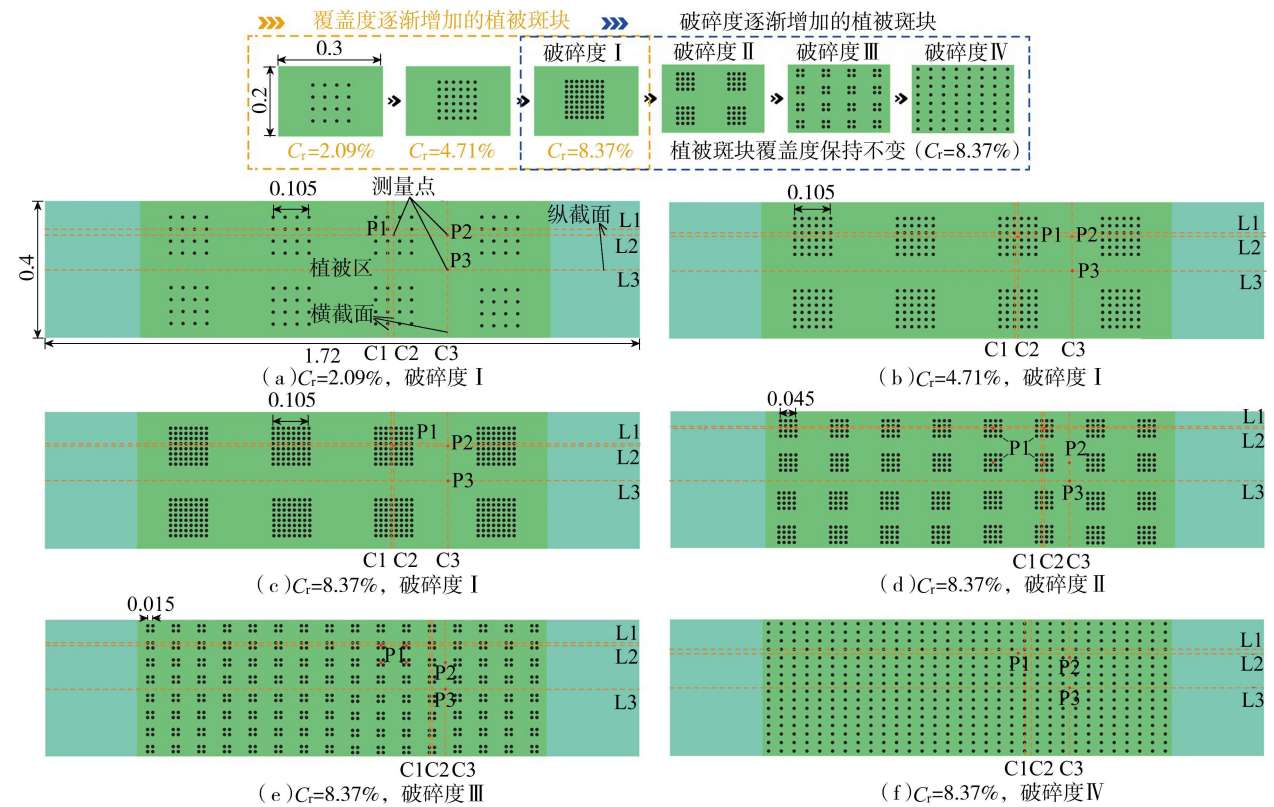 覆盖度逐渐增加的植被斑块
破碎度逐渐增加的植被斑块
0.3
0.2
破碎度Ⅰ
破碎度Ⅱ
破碎度Ⅲ
破碎度Ⅳ
Cr=2.09%
Cr=4.71%
Cr=8.37%
植被斑块覆盖度保持不变（Cr=8.37%）
0.105
测量点
纵截面
L1
P1
P2
L2
P3
植被区
L3
0.4
横截面
1.72
C1 C2 C3
（a）Cr=2.09%，破碎度Ⅰ
0.105
L1
P1 P2
L2
P3
L3
C1 C2 C3
（b）Cr=4.71%，破碎度Ⅰ
0.105
P1
L1
P2
L2
P3
L3
C1 C2 C3
（c）Cr=8.37%，破碎度Ⅰ
0.045
L1
P1
P2
L2
P3
L3
C1C2C3
（d）Cr=8.37%，破碎度Ⅱ
0.015
L1
P1
L2
P2
P3
L3
C1C2C3
（e）Cr=8.37%，破碎度Ⅲ
L1
P1
P2
L2
P3
L3
C1C2 C3
（f）Cr=8.37%，破碎度Ⅳ